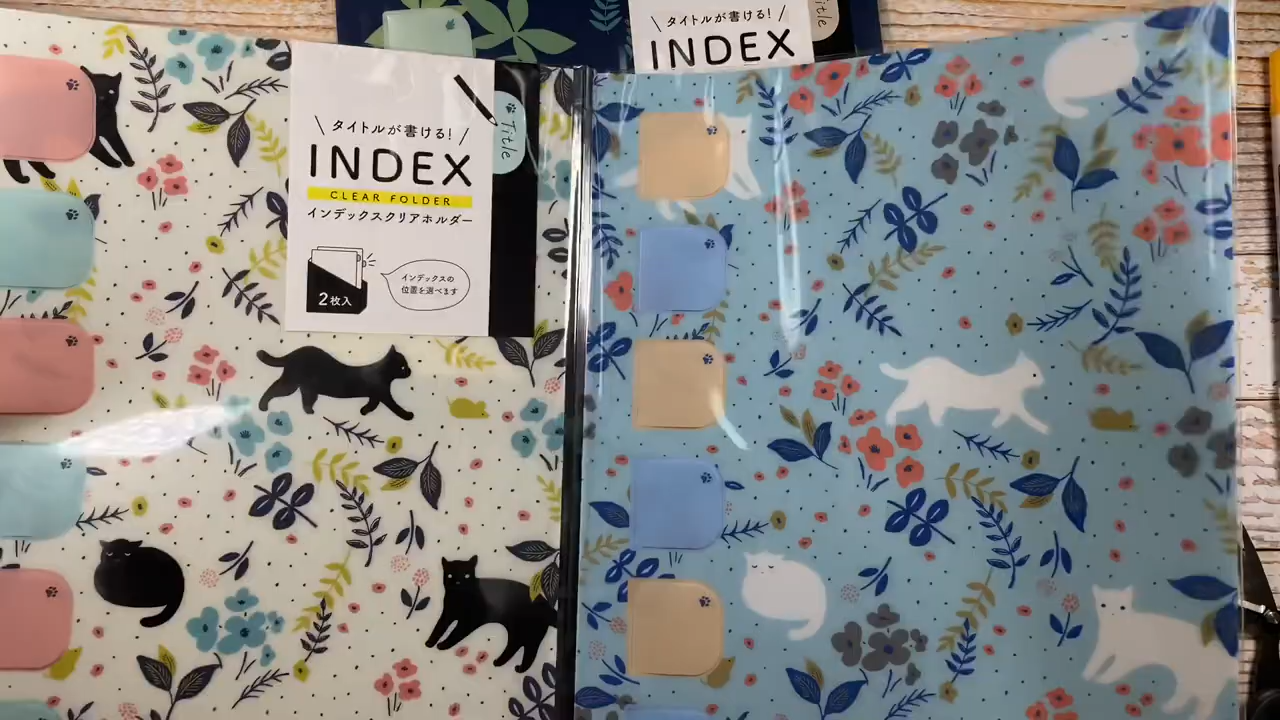 タイトルが書ける!
INDEX
Title
タイトルが書ける!
INDEX
CLEAR FOLDER
インデックスクリアホルダー
2枚入
インデックスの
位置を選べます
Title